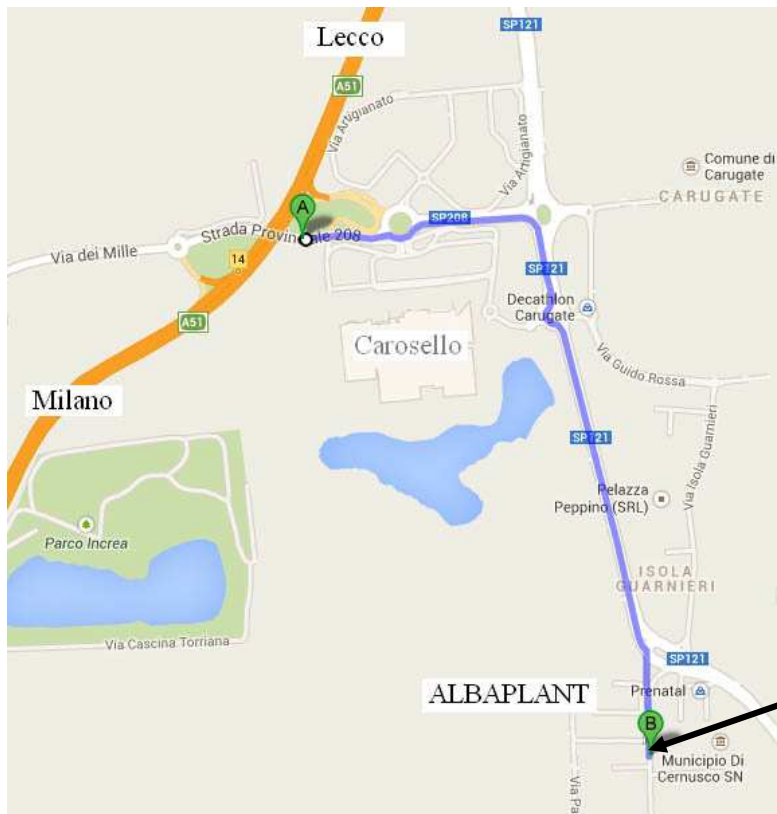 SP121
Lecco
A51
Via Artigianato
Via Artigianato
Comune di
Carugate
CARUGATE
A
SP208
Strada Provinciale 208
Via dei Mille
14
SP121
Decathlon
Carugate
A51
Carosello
Via Guido Rossa
Milano
SP121
Via Isola Guarnieri
Pelazza
Peppino (SRL)
Parco Increa
ISOLA
GUARNIERI
Via Cascina Torriana
SP121
ALBAPLANT
Prenatal
B
Municipio Di
Cernusco SN
Via Pa